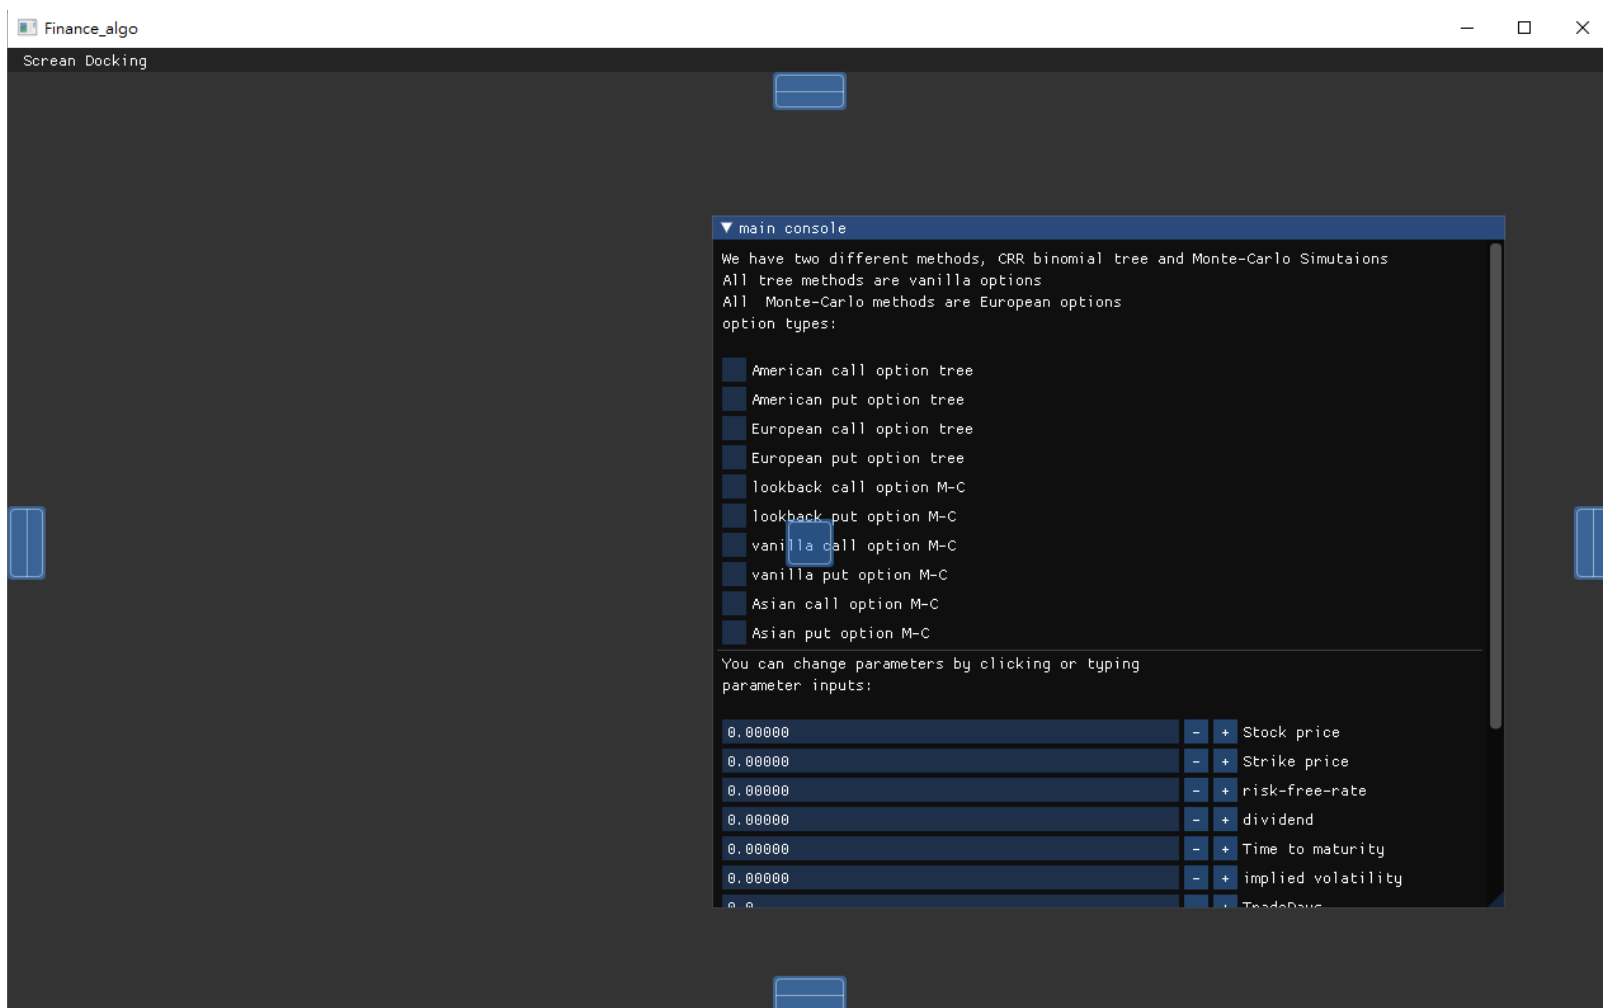 Finance_algo
Screan Docking
main console
We have two different methods, CRR binomial tree and Monte-Carlo Simutaions
All tree methods are vanilla options
All  Monte-Carlo methods are European options
option types:
American call option tree
American put option tree
European call option tree
European put option tree
lookback call option M-C
lookback put option M-C
vanilla call option M-C
vanilla put option M-C
Asian call option M-C
Asian put option M-C
You can change parameters by clicking or typing
parameter inputs:
0.00000 - + Stock price
0.00000 - + Strike price
0.00000 - + risk-free-rate
0.00000 - + dividend
0.00000 - + Time to maturity
0.00000 - + implied volatility
0.0 - + TradeDays